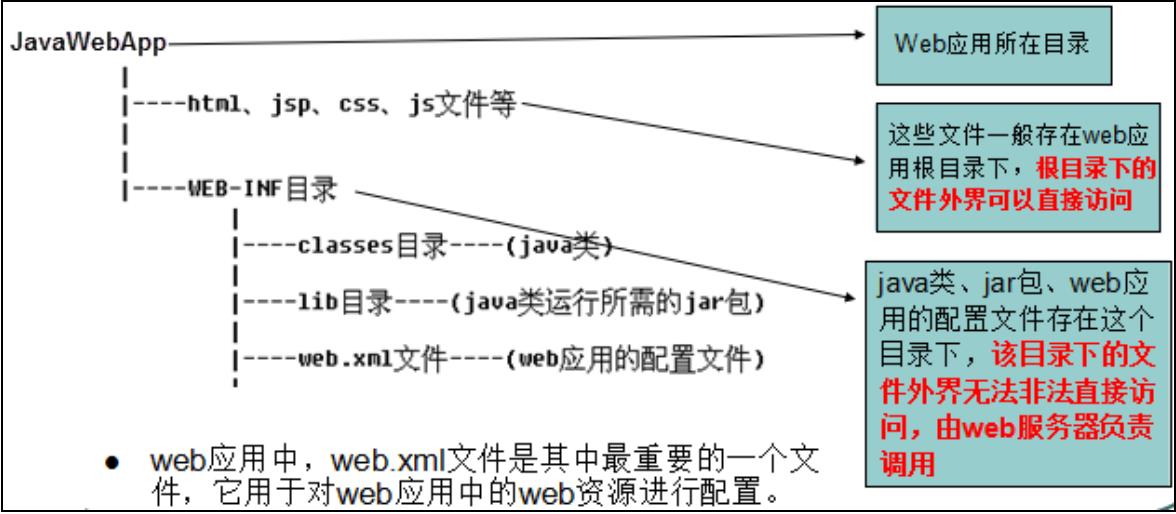 JavaWebApp
|----html、jsp、css、js文件等
|----WEB-INF目录
|----classes目录----(java类)
|----lib目录----(java类运行所需的jar包)
|----web.xml文件----(web应用的配置文件)
Web应用所在目录
这些文件一般存在web应
用根目录下，根目录下的
文件外界可以直接访问
java类、jar包、web应
用的配置文件存在这个
目录下，该目录下的文
件外界无法非法直接访
问，由web服务器负责
调用
● web应用中，web.xml文件是其中最重要的一个文
件，它用于对web应用中的web资源进行配置。